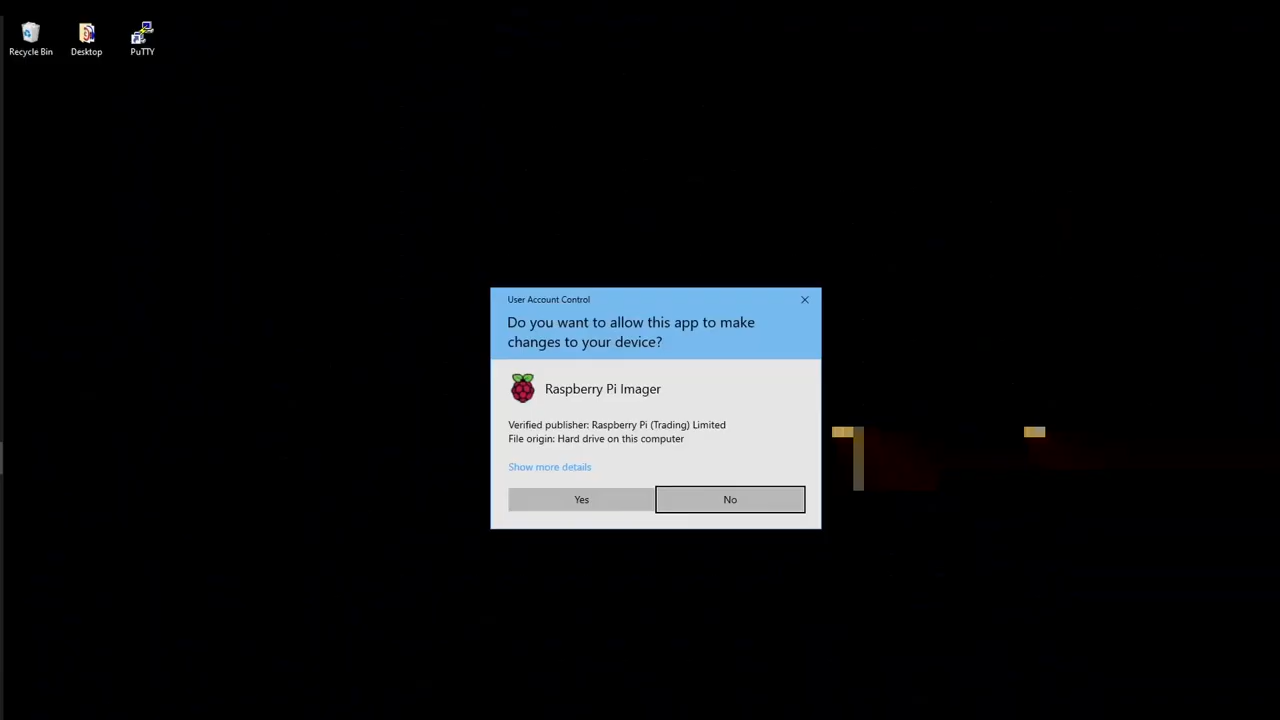 Recycle Bin
Desktop
PuTTY
User Account Control
Do you want to allow this app to make
changes to your device?
Raspberry Pi Imager
Verified publisher: Raspberry Pi (Trading) Limited
File origin: Hard drive on this computer
Show more details
Yes
No